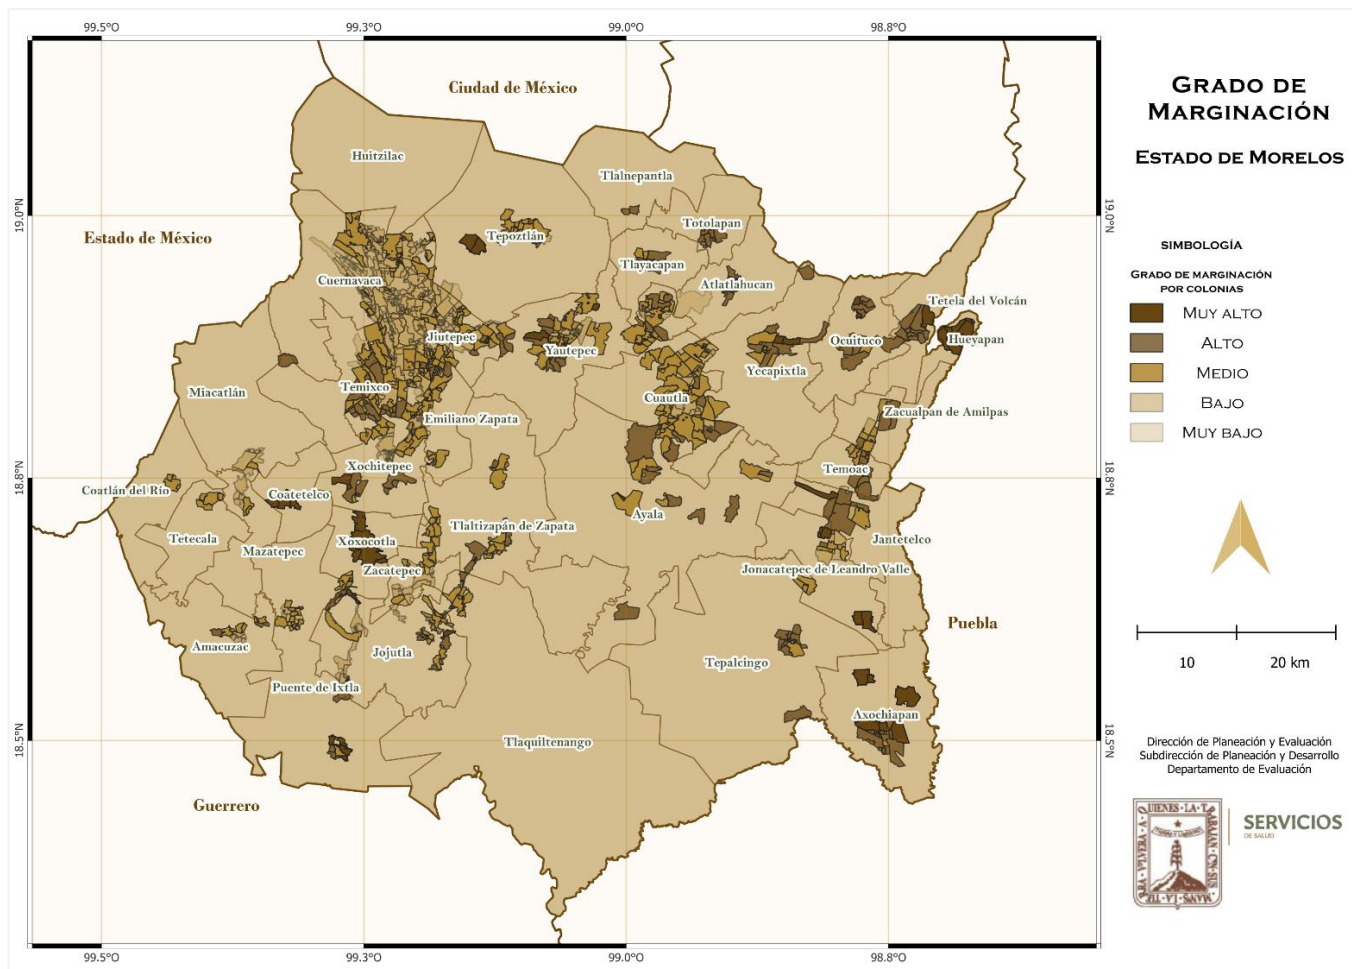 99.5°O
99.3°O
99.0°O
98.8°O
Ciudad de México
Huitzilac
Tlalnepantla
19.0°N
19.0°N
Totolapan
Estado de México
Tepoztlán
Tlayacapan
Cuernavaca
Atlatlahucan
Tetela del Volcán
Jiutepec
Yautepec
Ocuituco
Hueyapan
Yecapixtla
Miacatlán
Temixco
Cuautla
Zacualpan de Amilpas
Emiliano Zapata
Xochitepec
Temoac
18.8°N
18.8°N
Coatlán del Río
Coatetelco
Ayala
Tlaltizapán de Zapata
Tetecala
Mazatepec
Xoxocotla
Jantetelco
Zacatepec
Jonacatepec de Leandro Valle
Puebla
Amacuzac
Jojutla
Tepalcingo
Puente de Ixtla
Axochiapan
18.5°N
18.5°N
Tlaquiltenango
Guerrero
99.5°O
99.3°O
99.0°O
98.8°O
GRADO DE
MARGINACIÓN
ESTADO DE MORELOS
SIMBOLOGÍA
GRADO DE MARGINACIÓN
POR COLONIAS
MUY ALTO
ALTO
MEDIO
BAJO
MUY BAJO
10 20 km
Dirección de Planeación y Evaluación
Subdirección de Planeación y Desarrollo
Departamento de Evaluación
SERVICIOS
DE SALUD